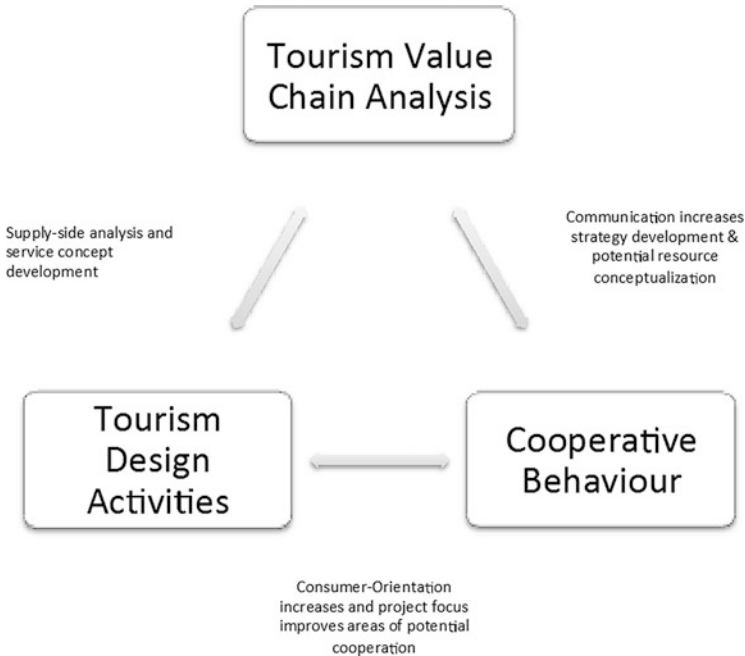 Tourism Value
Chain Analysis
Supply-side analysis and
service concept
development
Communication increases
strategy development &
potential resource
conceptualization
Tourism
Design
Activities
Cooperative
Behaviour
Consumer-Orientation
increases and project focus
improves areas of potential
cooperation